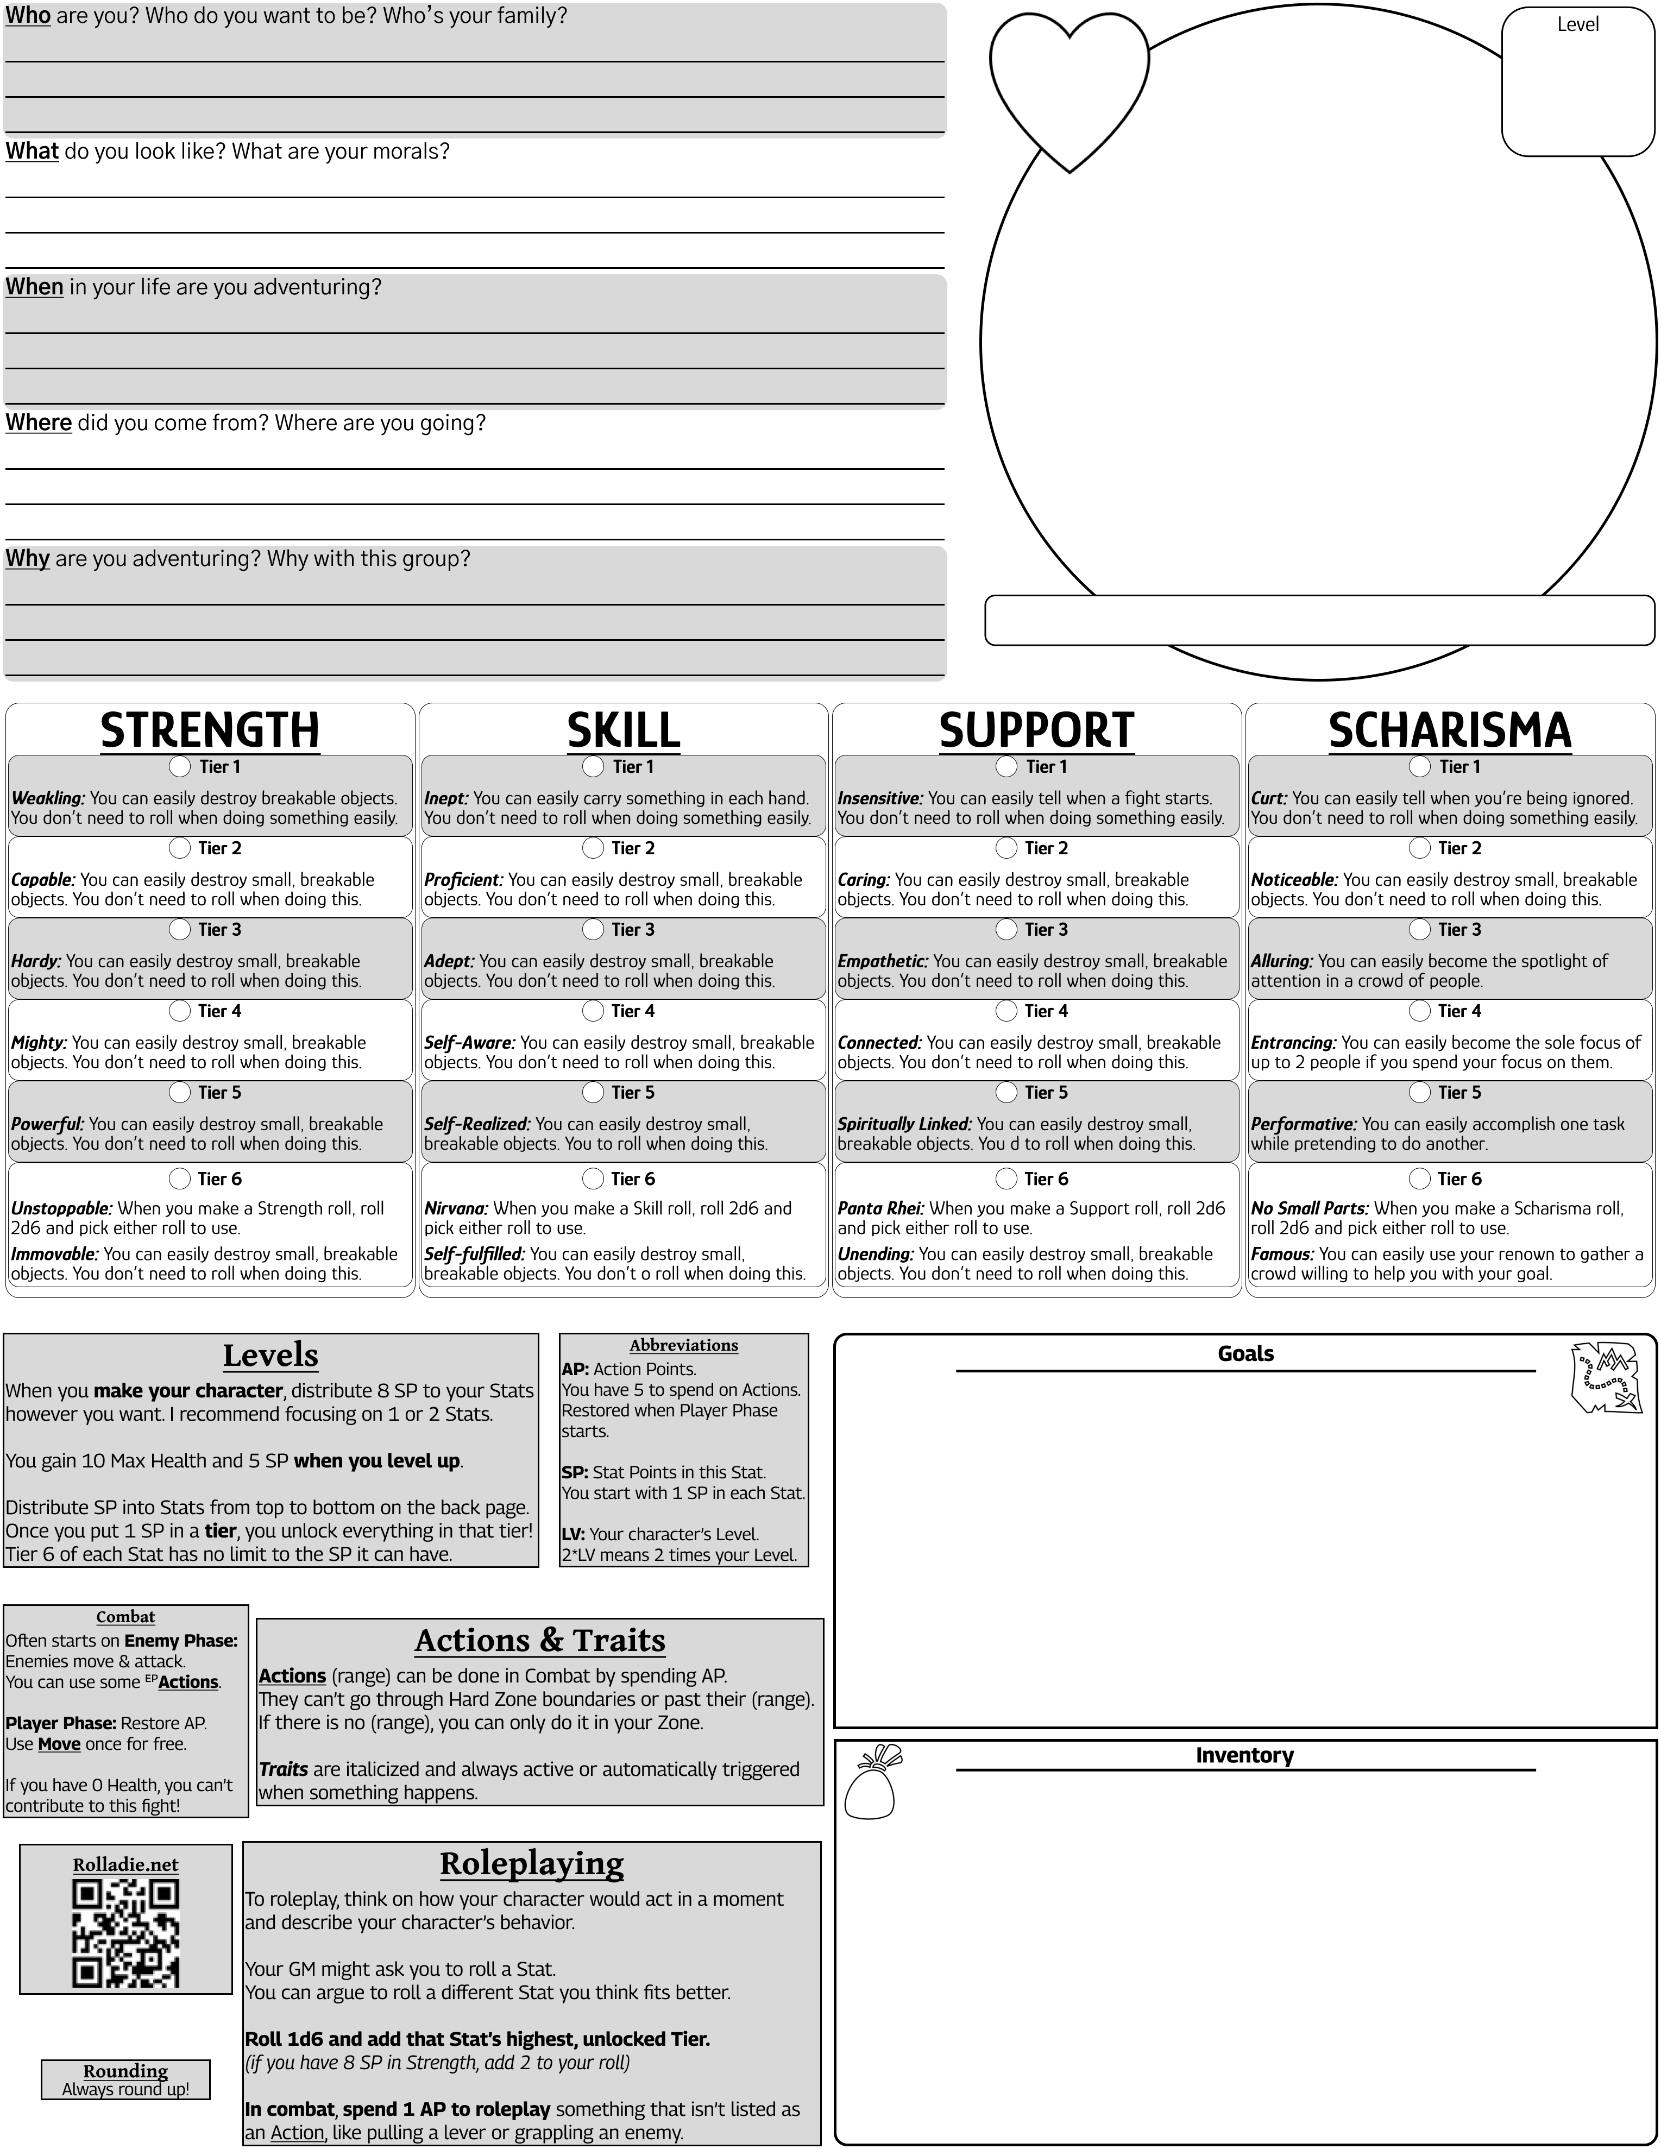 Who are you? Who do you want to be? Who's your family?
What do you look like? What are your morals?
When in your life are you adventuring?
Where did you come from? Where are you going?
Why are you adventuring? Why with this group?
Level
STRENGTH
Tier 1
Weakling: You can easily destroy breakable objects.
You don't need to roll when doing something easily.
Tier 2
Capable: You can easily destroy small, breakable
objects. You don't need to roll when doing this.
Tier 3
Hardy: You can easily destroy small, breakable
objects. You don't need to roll when doing this.
Tier 4
Mighty: You can easily destroy small, breakable
objects. You don't need to roll when doing this.
Tier 5
Powerful: You can easily destroy small, breakable
objects. You don't need to roll when doing this.
Tier 6
Unstoppable: When you make a Strength roll, roll
2d6 and pick either roll to use.
Immovable: You can easily destroy small, breakable
objects. You don't need to roll when doing this.
SKILL
Tier 1
Inept: You can easily carry something in each hand.
You don't need to roll when doing something easily.
Tier 2
Proficient: You can easily destroy small, breakable
objects. You don't need to roll when doing this.
Tier 3
Adept: You can easily destroy small, breakable
objects. You don't need to roll when doing this.
Tier 4
Self-Aware: You can easily destroy small, breakable
objects. You don't need to roll when doing this.
Tier 5
Self-Realized: You can easily destroy small,
breakable objects. You to roll when doing this.
Tier 6
Nirvana: When you make a Skill roll, roll 2d6 and
pick either roll to use.
Self-fulfilled: You can easily destroy small,
breakable objects. You don't o roll when doing this.
SUPPORT
Tier 1
Insensitive: You can easily tell when a fight starts.
You don't need to roll when doing something easily.
Tier 2
Caring: You can easily destroy small, breakable
objects. You don't need to roll when doing this.
Tier 3
Empathetic: You can easily destroy small, breakable
objects. You don't need to roll when doing this.
Tier 4
Connected: You can easily destroy small, breakable
objects. You don't need to roll when doing this.
Tier 5
Spiritually Linked: You can easily destroy small,
breakable objects. You d to roll when doing this.
Tier 6
Panta Rhei: When you make a Support roll, roll 2d6
and pick either roll to use.
Unending: You can easily destroy small, breakable
objects. You don't need to roll when doing this.
SCHARISMA
Tier 1
Curt: You can easily tell when you're being ignored.
You don't need to roll when doing something easily.
Tier 2
Noticeable: You can easily destroy small, breakable
objects. You don't need to roll when doing this.
Tier 3
Alluring: You can easily become the spotlight of
attention in a crowd of people.
Tier 4
Entrancing: You can easily become the sole focus of
up to 2 people if you spend your focus on them.
Tier 5
Performative: You can easily accomplish one task
while pretending to do another.
Tier 6
No Small Parts: When you make a Scharisma roll,
roll 2d6 and pick either roll to use.
Famous: You can easily use your renown to gather a
crowd willing to help you with your goal.
Levels
When you make your character, distribute 8 SP to your Stats
however you want. I recommend focusing on 1 or 2 Stats.
You gain 10 Max Health and 5 SP when you level up.
Distribute SP into Stats from top to bottom on the back page.
Once you put 1 SP in a tier, you unlock everything in that tier!
Tier 6 of each Stat has no limit to the SP it can have.
Abbreviations
AP: Action Points.
You have 5 to spend on Actions.
Restored when Player Phase
starts.
SP: Stat Points in this Stat.
You start with 1 SP in each Stat.
LV: Your character's Level.
2*LV means 2 times your Level.
Combat
Often starts on Enemy Phase:
Enemies move & attack.
You can use some EPActions.
Player Phase: Restore AP.
Use Move once for free.
If you have 0 Health, you can't
contribute to this fight!
Actions & Traits
Actions (range) can be done in Combat by spending AP.
They can't go through Hard Zone boundaries or past their (range).
If there is no (range), you can only do it in your Zone.
Traits are italicized and always active or automatically triggered
when something happens.
Rolladie.net
Rounding
Always round up!
Roleplaying
To roleplay, think on how your character would act in a moment
and describe your character's behavior.
Your GM might ask you to roll a Stat.
You can argue to roll a different Stat you think fits better.
Roll 1d6 and add that Stat's highest, unlocked Tier.
(if you have 8 SP in Strength, add 2 to your roll)
In combat, spend 1 AP to roleplay something that isn't listed as
an Action, like pulling a lever or grappling an enemy.
Goals
Inventory